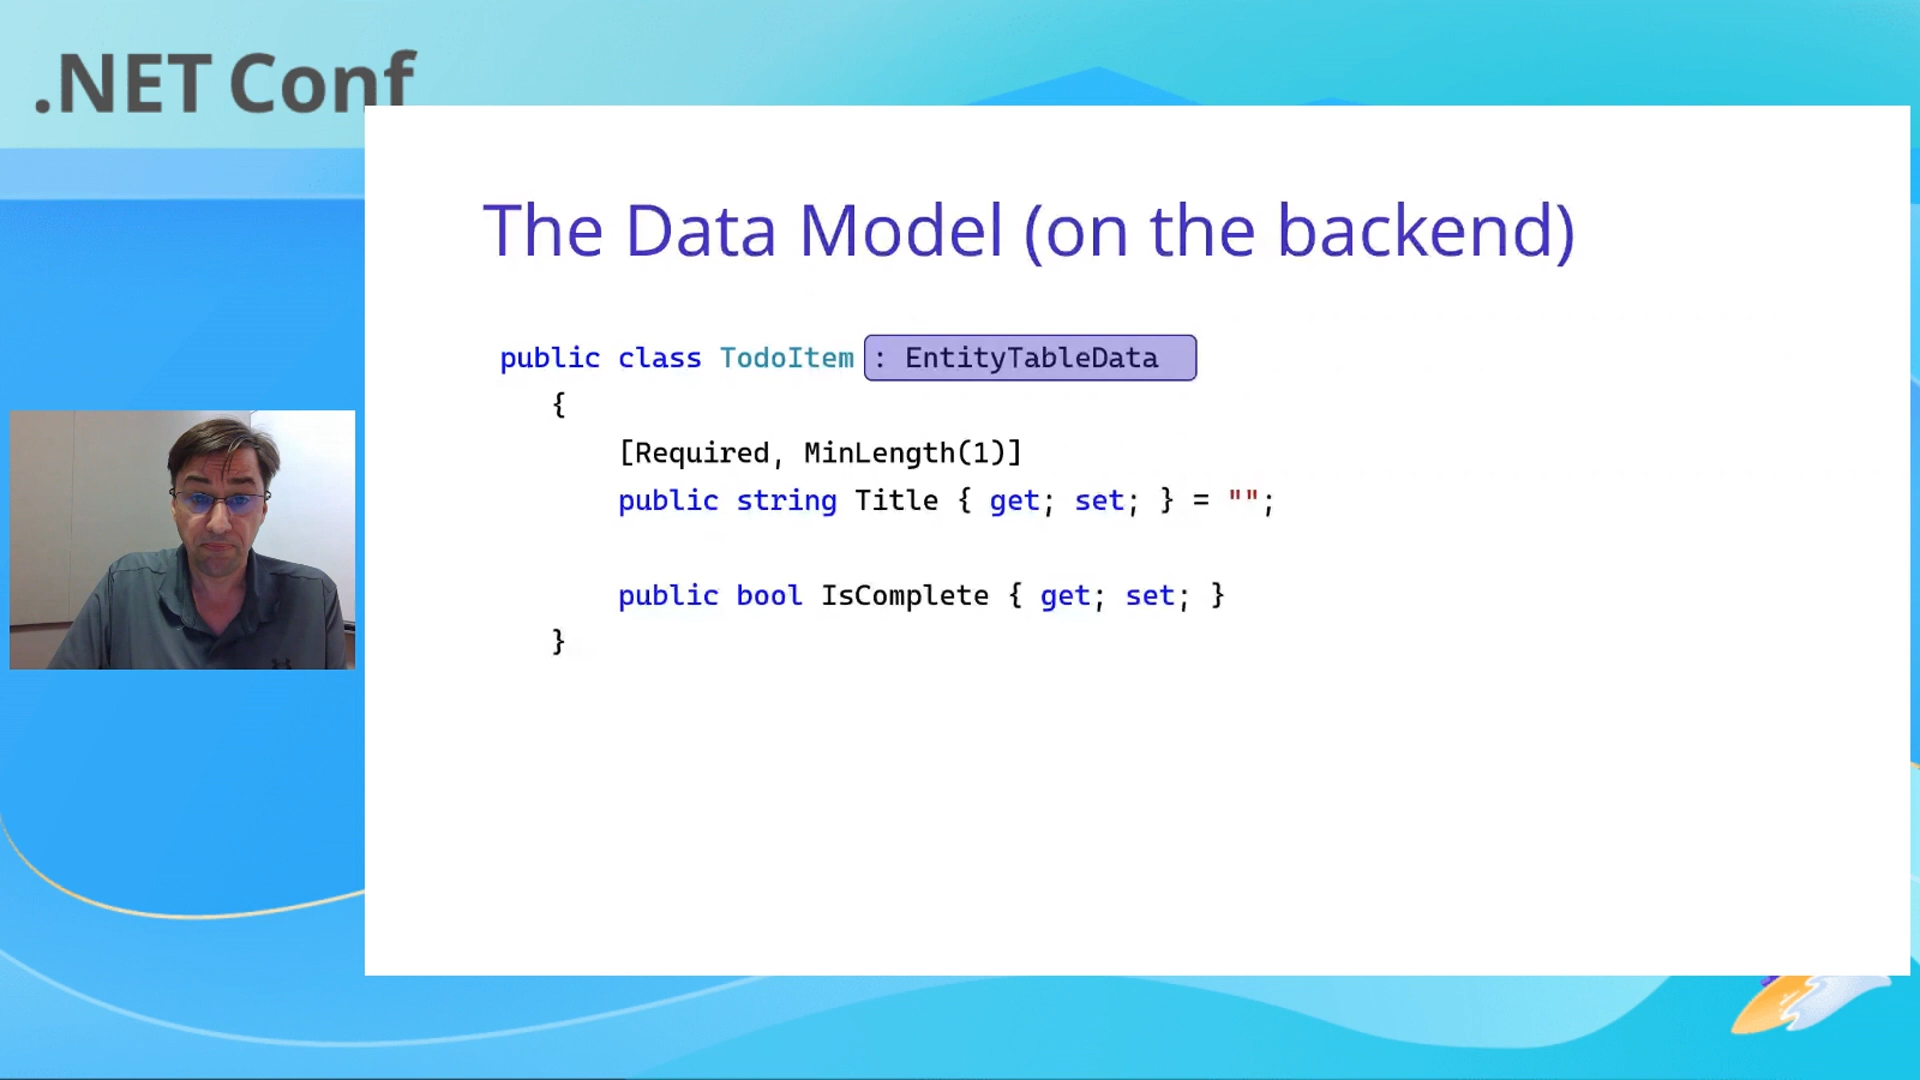 .NET Conf
The Data Model (on the backend)
public class TodoItem : EntityTableData
{
[Required, MinLength(1)]
public string Title { get; set; } = "";
public bool IsComplete { get; set; }
}